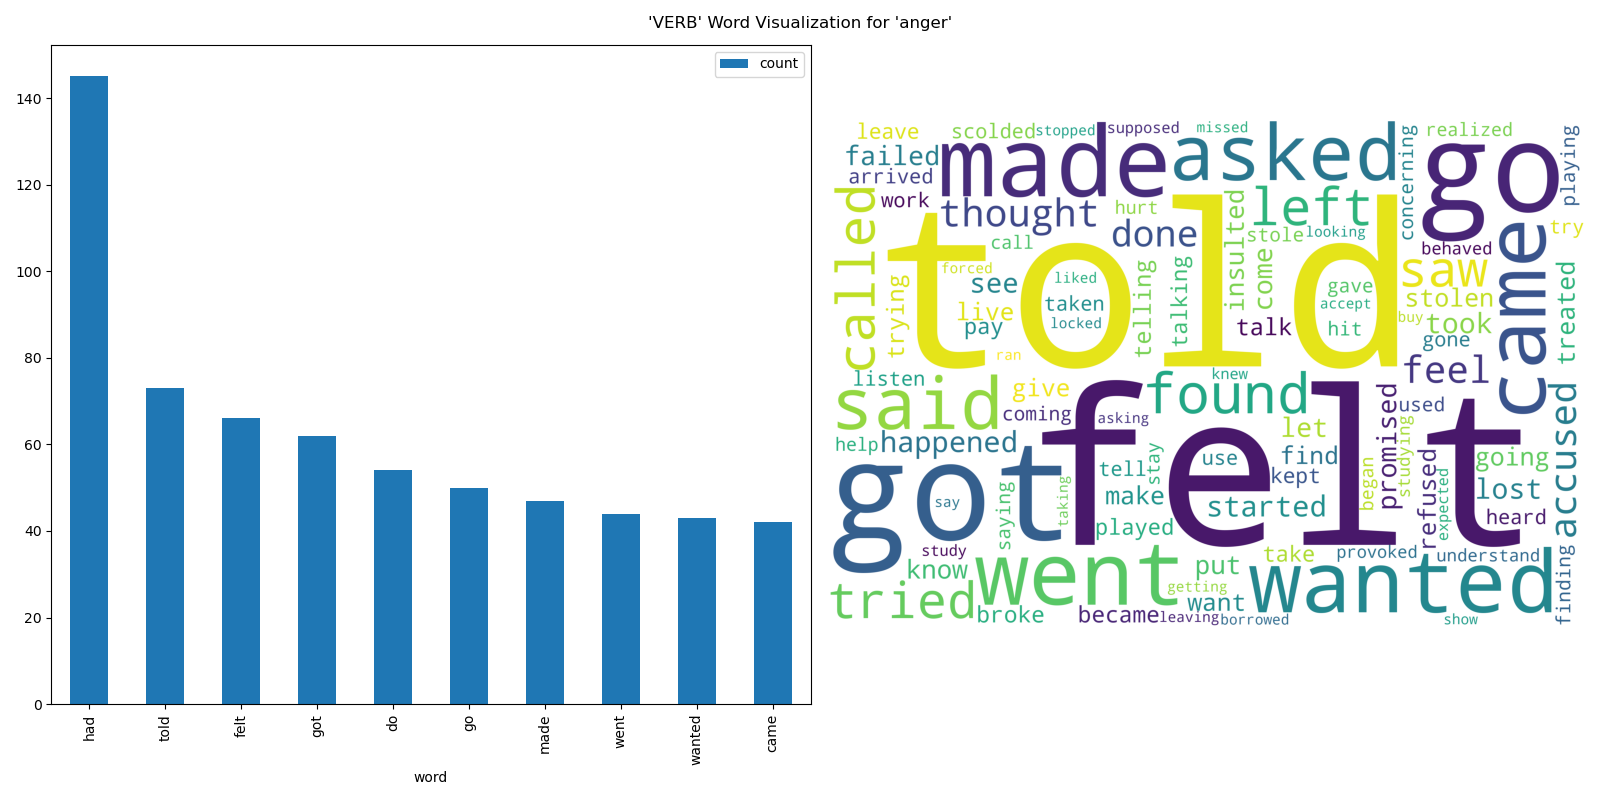 'VERB' Word Visualization for 'anger'
count
140
120
100
80
60
40
20
0
had
told
felt
got
do
go
made
went
wanted
came
word
leave
scolded
stopped
supposed
missed
realized
playing
failed
made
asked
concerning
go
arrived
work
called
thought
hurt
done
insulted
left
stole
looking
behaved
try
call
told
came
forced
liked
see
taken
telling
talking
come
gave
accept
saw
stolen
treated
trying
live
pay
locked
talk
hit
buy
took
gone
ran
listen
give
knew
feel
said
coming
asking
found
promised
used
accused
help
happened
felt
let
studying
going
got
say
tell
stay
use
find
kept
began
refused
expected
lost
saying
taking
make
started
heard
played
study
know
went
put
take
provoked
understand
finding
tried
getting
want
wanted
broke
became
leaving
borrowed
show